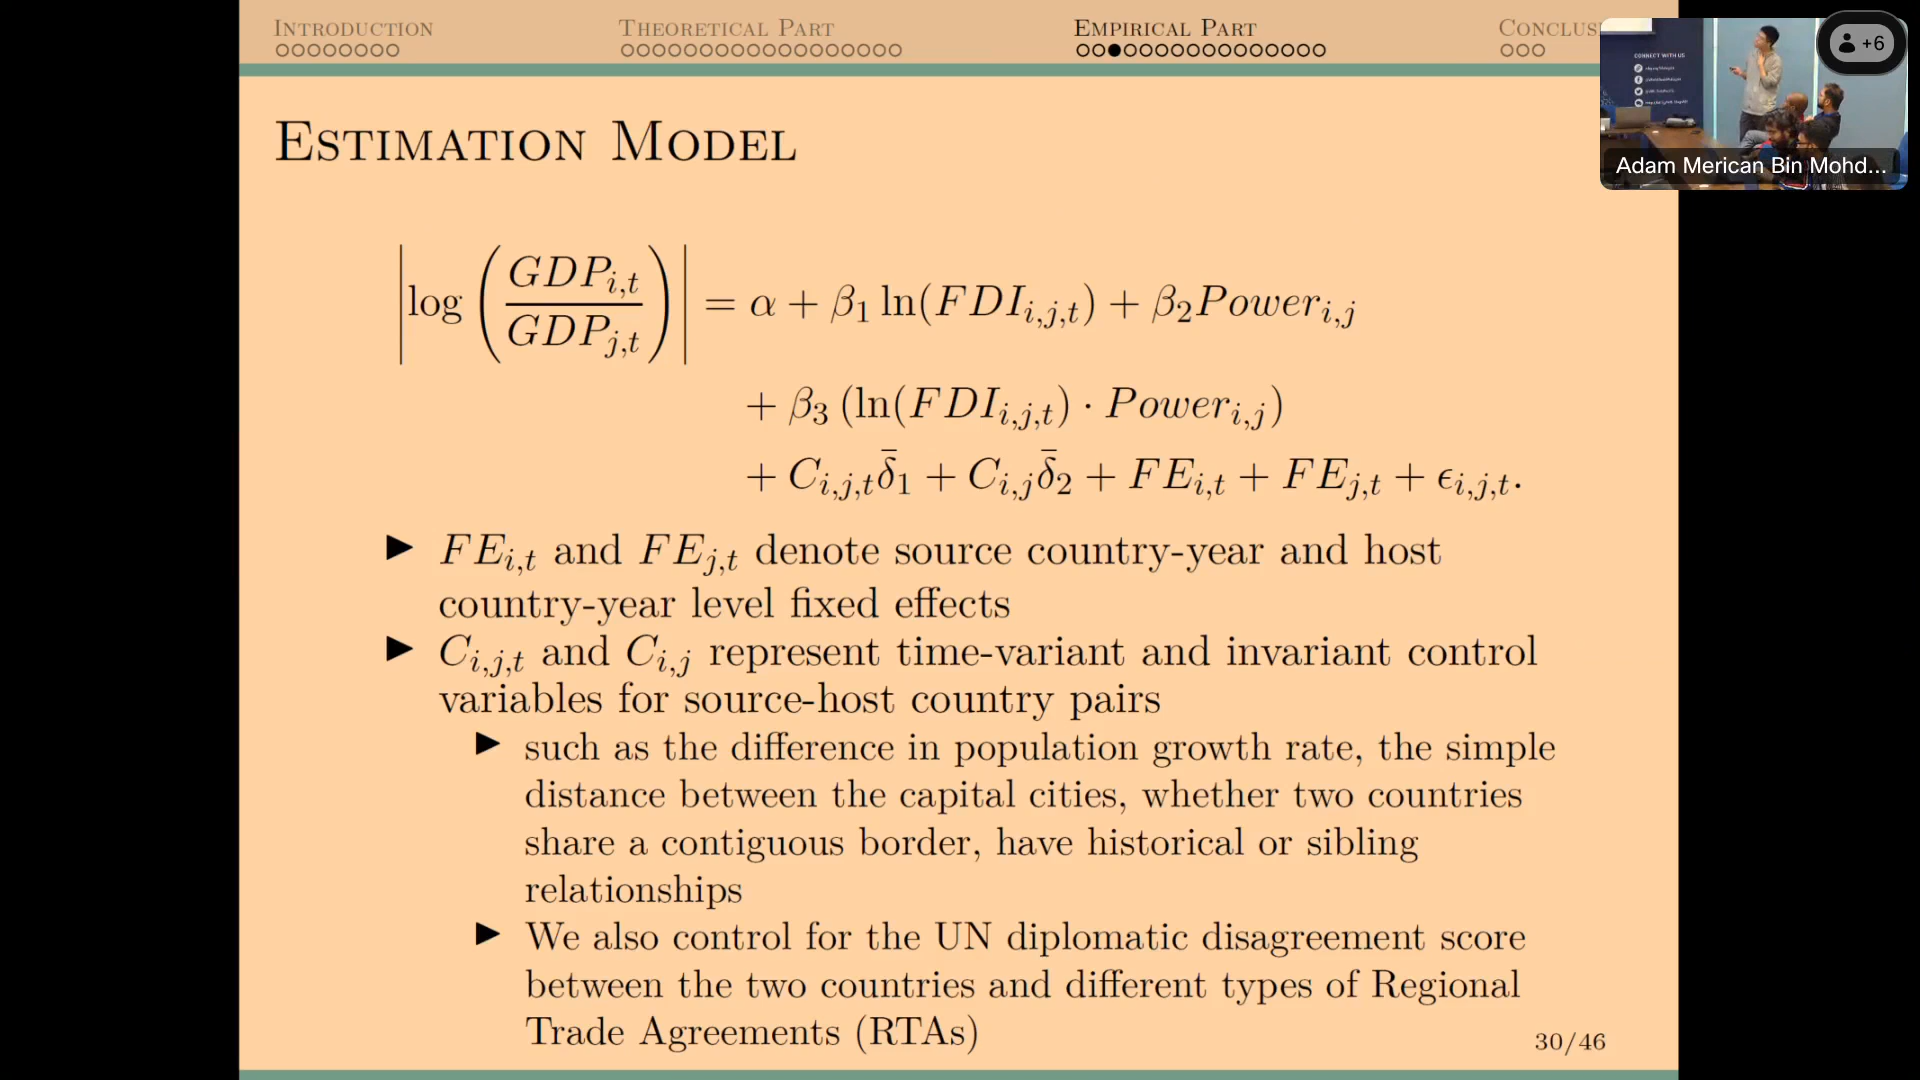 INTRODUCTION
THEORETICAL PART
EMPIRICAL PART
CONCLUS
+6
CONNECT WITH US
Adam Merican Bin Mohd...
ESTIMATION MODEL
|log (GDP_{i,t} / GDP_{j,t})| = α + β_1 ln(FDI_{i,j,t}) + β_2 Power_{i,j}
+ β_3 (ln(FDI_{i,j,t}) · Power_{i,j})
+ C_{i,j,t} δ̄_1 + C_{i,j} δ̄_2 + FE_{i,t} + FE_{j,t} + ϵ_{i,j,t}.
▶ FE_{i,t} and FE_{j,t} denote source country-year and host
country-year level fixed effects
▶ C_{i,j,t} and C_{i,j} represent time-variant and invariant control
variables for source-host country pairs
▶ such as the difference in population growth rate, the simple
distance between the capital cities, whether two countries
share a contiguous border, have historical or sibling
relationships
▶ We also control for the UN diplomatic disagreement score
between the two countries and different types of Regional
Trade Agreements (RTAs)
30/46